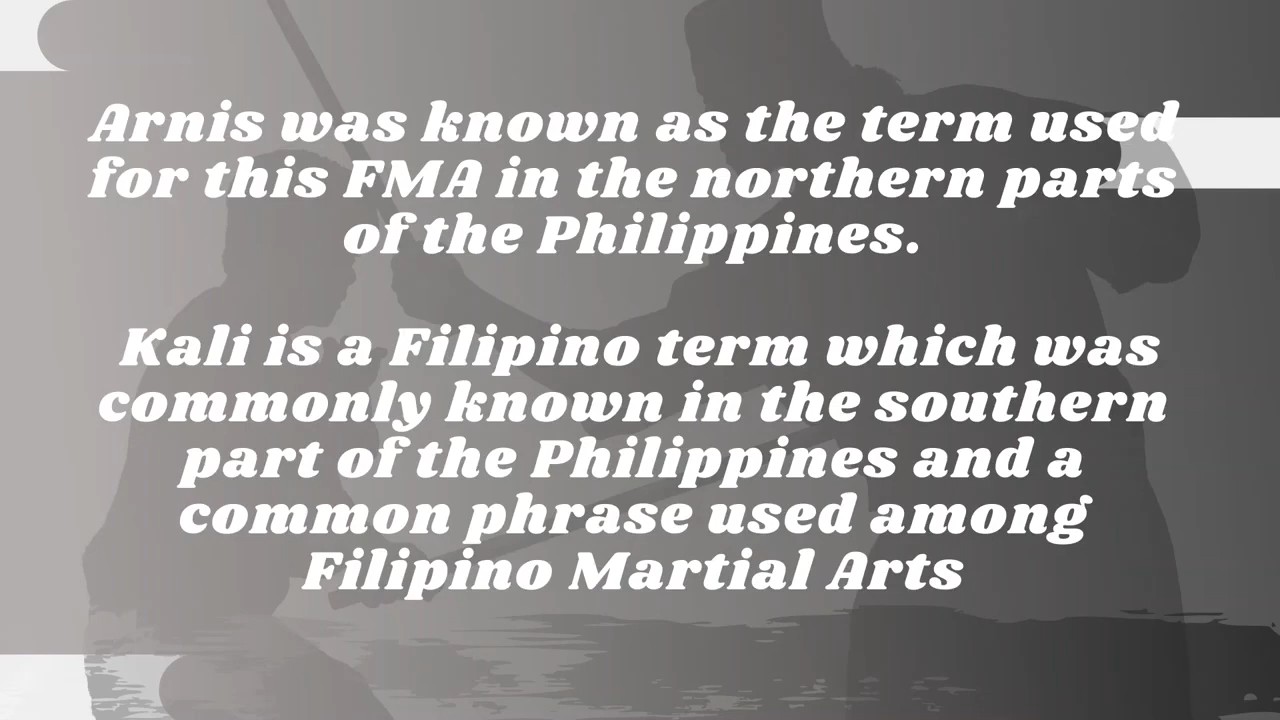 Arnis was known as the term used
for this FMA in the northern parts
of the Philippines.
Kali is a Filipino term which was
commonly known in the southern
part of the Philippines and a
common phrase used among
Filipino Martial Arts